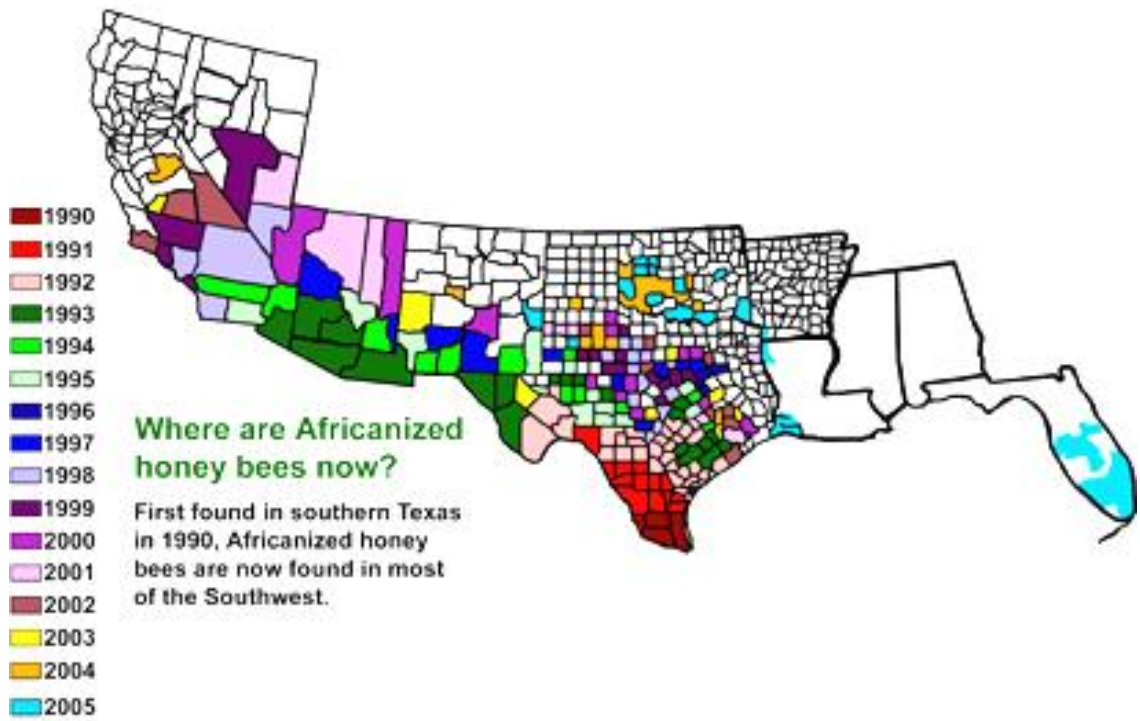 1990
1991
1992
1993
1994
1995
1996
1997
1998
1999
2000
2001
2002
2003
2004
2005
Where are Africanized
honey bees now?
First found in southern Texas
in 1990, Africanized honey
bees are now found in most
of the Southwest.